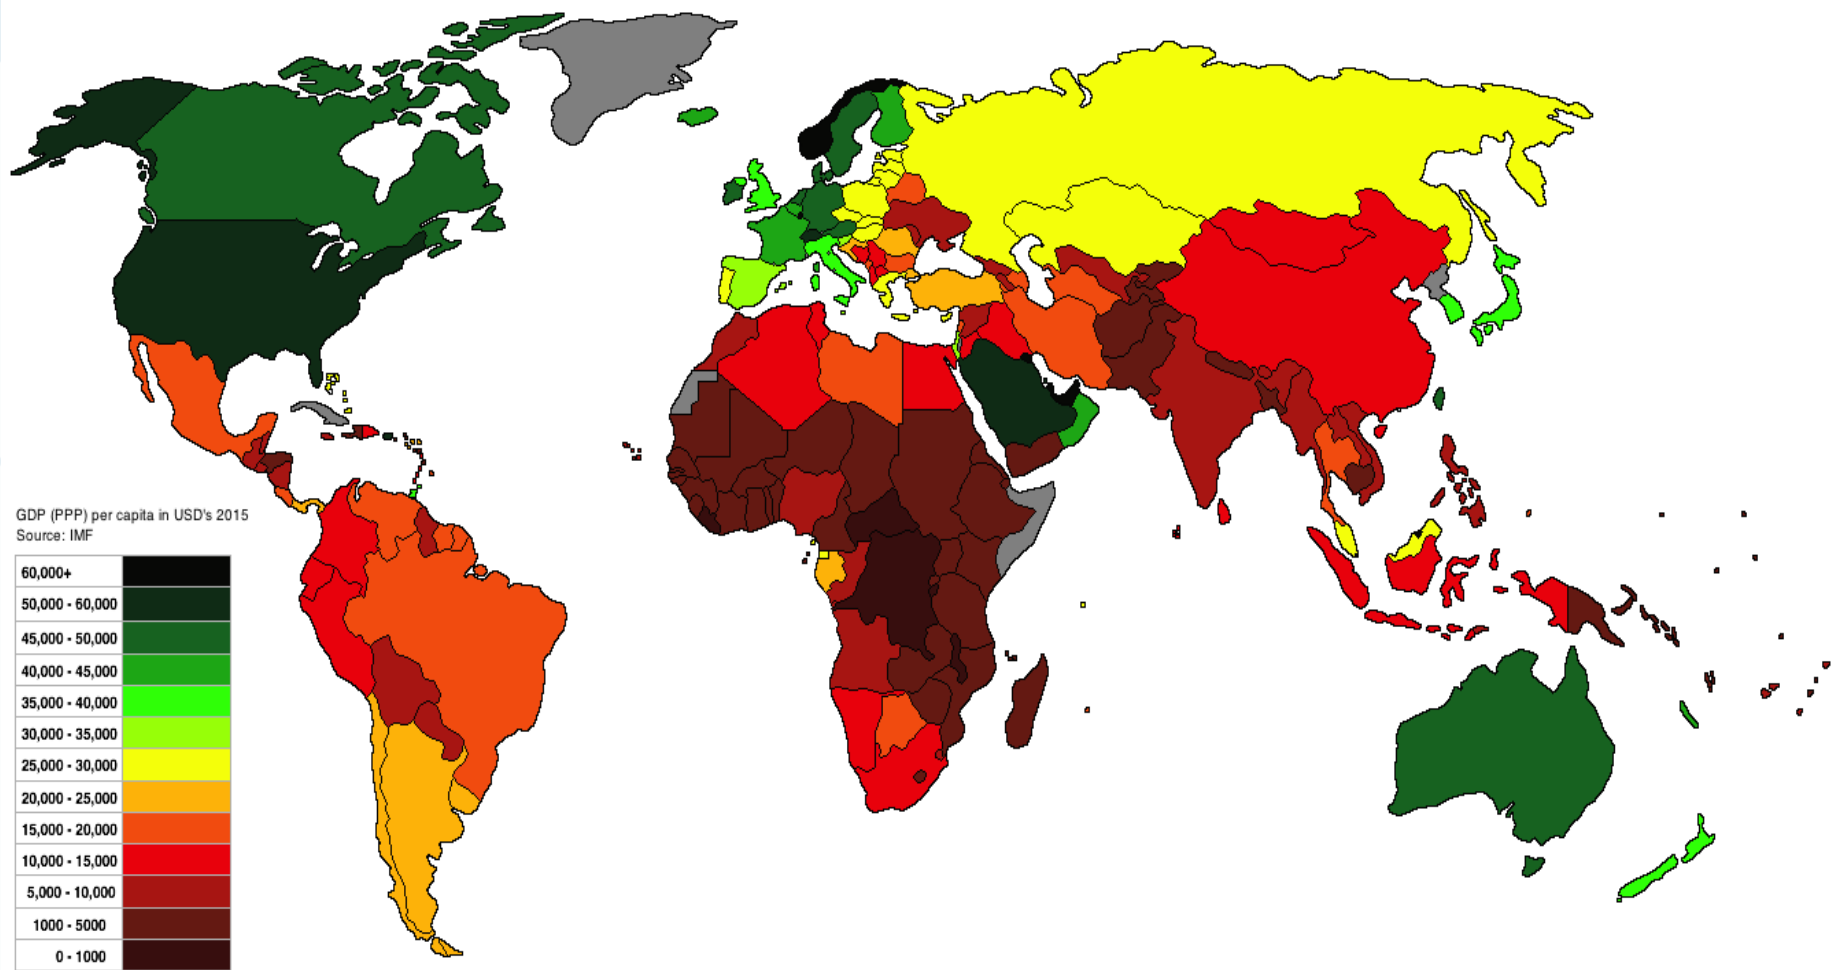 GDP (PPP) per capita in USD's 2015
Source: IMF
60,000+
50,000 - 60,000
45,000 - 50,000
40,000 - 45,000
35,000 - 40,000
30,000 - 35,000
25,000 - 30,000
20,000 - 25,000
15,000 - 20,000
10,000 - 15,000
5,000 - 10,000
1000 - 5000
0 - 1000